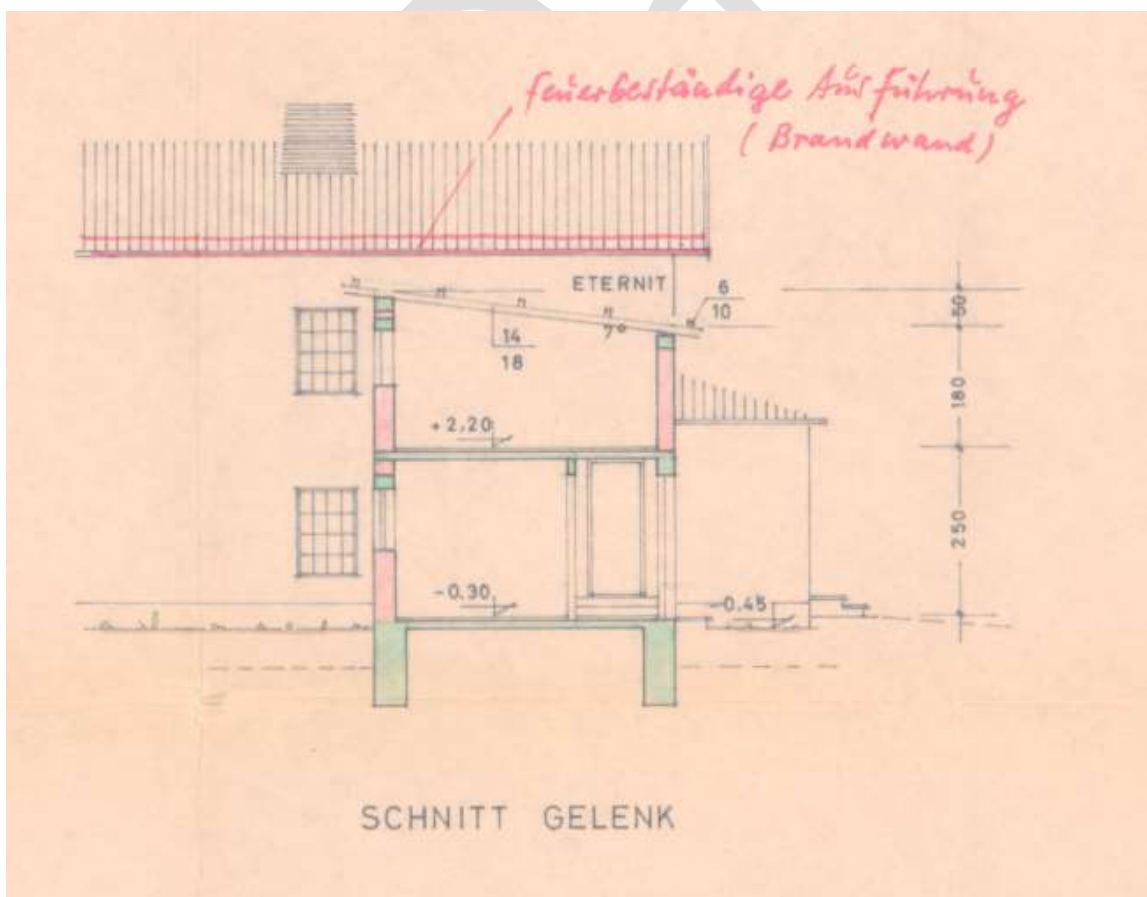 feuerbeständige Ausführung
(Brandwand)
ETERNIT
6
10
7°
14
18
50
180
250
+2,20
-0,30
-0,45
SCHNITT GELENK